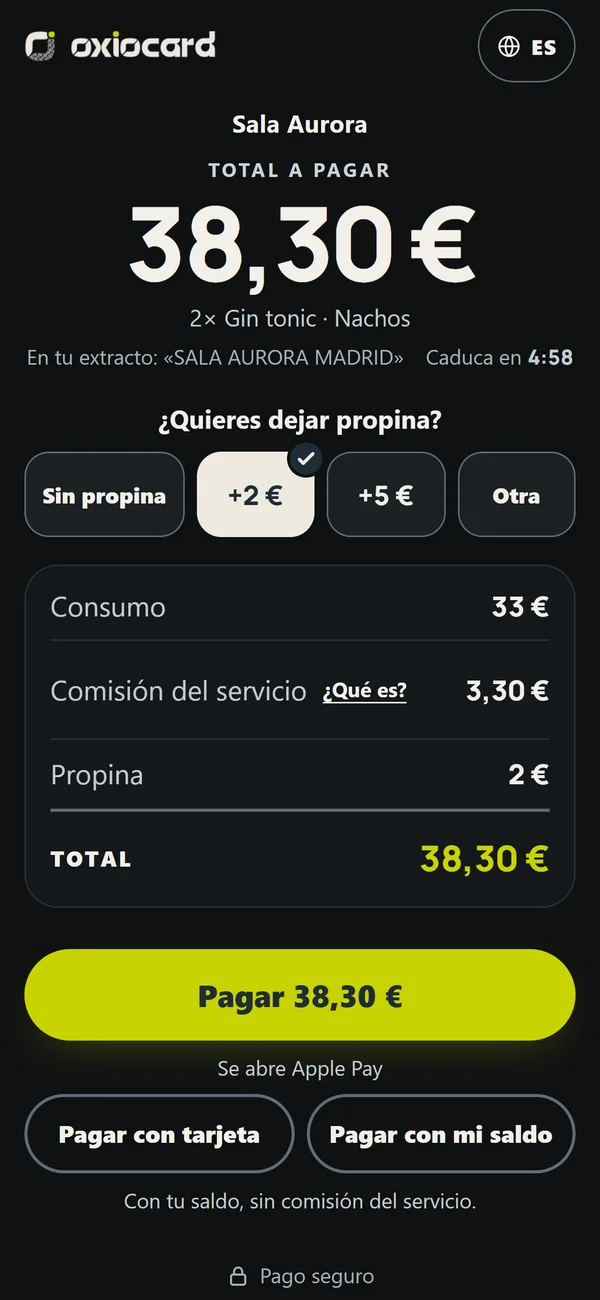 oxiocard
ES
Sala Aurora
TOTAL A PAGAR
38,30 €
2× Gin tonic · Nachos
En tu extracto: «SALA AURORA MADRID» Caduca en 4:58
¿Quieres dejar propina?
Sin propina
+2 €
+5 €
Otra
Consumo 33 €
Comisión del servicio ¿Qué es? 3,30 €
Propina 2 €
TOTAL 38,30 €
Pagar 38,30 €
Se abre Apple Pay
Pagar con tarjeta
Pagar con mi saldo
Con tu saldo, sin comisión del servicio.
Pago seguro